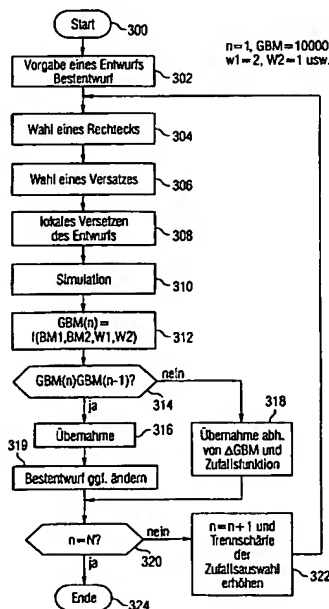 Start
300
n=1, GBM=10000
w1=2, W2=1 usw.
Vorgabe eines Entwurfs
Bestentwurf
302
Wahl eines Rechtecks
304
Wahl eines Versatzes
306
lokales Versetzen
des Entwurfs
308
Simulation
310
GBM(n)=
f(BM1,BM2,W1,W2)
312
GBM(n)GBM(n-1)?
nein
314
ja
Übernahme
316
318
Übernahme abh.
von ΔGBM und
Zufallsfunktion
319
Bestentwurf ggf. ändern
n=N?
nein
320
n=n+1 und
Trennschärfe
der
Zufallsauswahl
erhöhen
322
ja
Ende
324